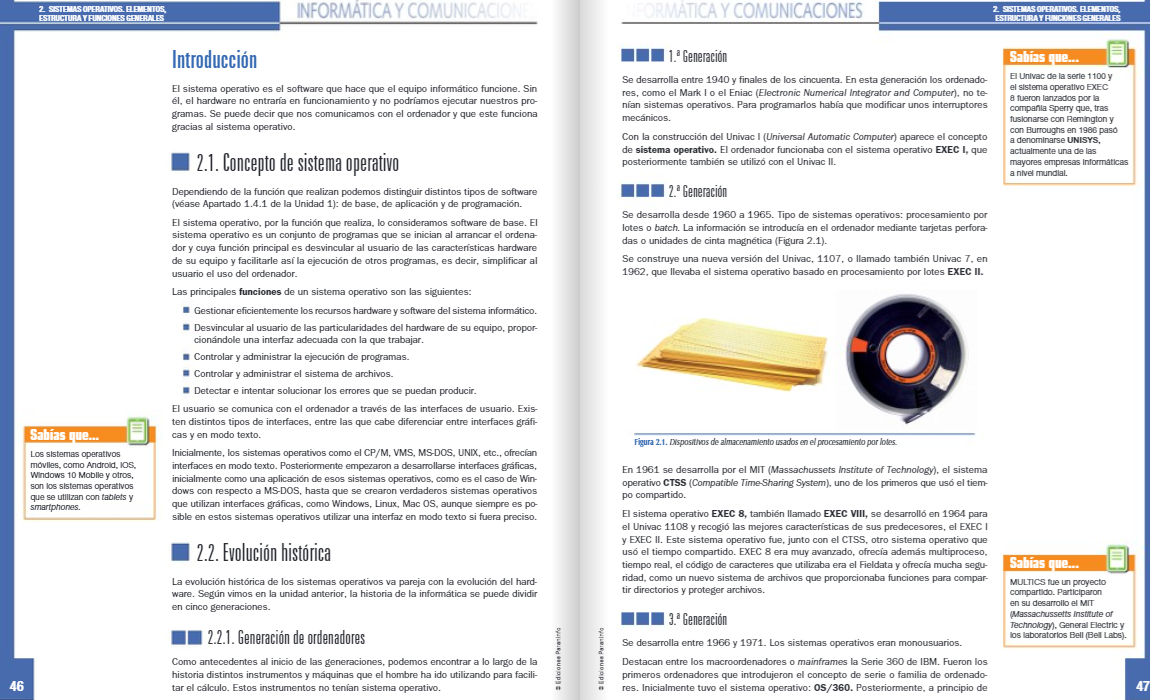 2. SISTEMAS OPERATIVOS. ELEMENTOS,
ESTRUCTURA Y FUNCIONES GENERALES
INFORMÁTICA Y COMUNICACIONES
Introducción
El sistema operativo es el software que hace que el equipo informático funcione. Sin
él, el hardware no entraría en funcionamiento y no podríamos ejecutar nuestros pro-
gramas. Se puede decir que nos comunicamos con el ordenador y que este funciona
gracias al sistema operativo.
2.1. Concepto de sistema operativo
Dependiendo de la función que realizan podemos distinguir distintos tipos de software
(véase Apartado 1.4.1 de la Unidad 1): de base, de aplicación y de programación.
El sistema operativo, por la función que realiza, lo consideramos software de base. El
sistema operativo es un conjunto de programas que se inician al arrancar el ordena-
dor y cuya función principal es desvincular al usuario de las características hardware
de su equipo y facilitarle así la ejecución de otros programas, es decir, simplificar al
usuario el uso del ordenador.
Las principales funciones de un sistema operativo son las siguientes:
Gestionar eficientemente los recursos hardware y software del sistema informático.
Desvincular al usuario de las particularidades del hardware de su equipo, propor-
cionándole una interfaz adecuada con la que trabajar.
Controlar y administrar la ejecución de programas.
Controlar y administrar el sistema de archivos.
Detectar e intentar solucionar los errores que se puedan producir.
El usuario se comunica con el ordenador a través de las interfaces de usuario. Exis-
ten distintos tipos de interfaces, entre las que cabe diferenciar entre interfaces gráfi-
cas y en modo texto.
Inicialmente, los sistemas operativos como el CP/M, VMS, MS-DOS, UNIX, etc., ofrecían
interfaces en modo texto. Posteriormente empezaron a desarrollarse interfaces gráficas,
inicialmente como una aplicación de esos sistemas operativos, como es el caso de Win-
dows con respecto a MS-DOS, hasta que se crearon verdaderos sistemas operativos
que utilizan interfaces gráficas, como Windows, Linux, Mac OS, aunque siempre es po-
sible en estos sistemas operativos utilizar una interfaz en modo texto si fuera preciso.
Sabías que...
Los sistemas operativos
móviles, como Android, iOS,
Windows 10 Mobile y otros,
son los sistemas operativos
que se utilizan con tablets y
smartphones.
2.2. Evolución histórica
La evolución histórica de los sistemas operativos va pareja con la evolución del hard-
ware. Según vimos en la unidad anterior, la historia de la informática se puede dividir
en cinco generaciones.
2.2.1. Generación de ordenadores
Como antecedentes al inicio de las generaciones, podemos encontrar a lo largo de la
historia distintos instrumentos y máquinas que el hombre ha ido utilizando para facili-
tar el cálculo. Estos instrumentos no tenían sistema operativo.
46
© Ediciones Paraninfo
INFORMÁTICA Y COMUNICACIONES
2. SISTEMAS OPERATIVOS. ELEMENTOS,
ESTRUCTURA Y FUNCIONES GENERALES
1.ª Generación
Se desarrolla entre 1940 y finales de los cincuenta. En esta generación los ordenado-
res, como el Mark I o el Eniac (Electronic Numerical Integrator and Computer), no te-
nían sistemas operativos. Para programarlos había que modificar unos interruptores
mecánicos.
Con la construcción del Univac I (Universal Automatic Computer) aparece el concepto
de sistema operativo. El ordenador funcionaba con el sistema operativo EXEC I, que
posteriormente también se utilizó con el Univac II.
Sabías que...
El Univac de la serie 1100 y
el sistema operativo EXEC
8 fueron lanzados por la
compañía Sperry que, tras
fusionarse con Remington y
con Burroughs en 1986 pasó
a denominarse UNISYS,
actualmente una de las
mayores empresas informáticas
a nivel mundial.
2.ª Generación
Se desarrolla desde 1960 a 1965. Tipo de sistemas operativos: procesamiento por
lotes o batch. La información se introducía en el ordenador mediante tarjetas perfora-
das o unidades de cinta magnética (Figura 2.1).
Se construye una nueva versión del Univac, 1107, o llamado también Univac 7, en
1962, que llevaba el sistema operativo basado en procesamiento por lotes EXEC II.
Figura 2.1. Dispositivos de almacenamiento usados en el procesamiento por lotes.
En 1961 se desarrolla por el MIT (Massachussets Institute of Technology), el sistema
operativo CTSS (Compatible Time-Sharing System), uno de los primeros que usó el tiem-
po compartido.
El sistema operativo EXEC 8, también llamado EXEC VIII, se desarrolló en 1964 para
el Univac 1108 y recogió las mejores características de sus predecesores, el EXEC I
y EXEC II. Este sistema operativo fue, junto con el CTSS, otro sistema operativo que
usó el tiempo compartido. EXEC 8 era muy avanzado, ofrecía además multiproceso,
tiempo real, el código de caracteres que utilizaba era el Fieldata y ofrecía mucha segu-
ridad, como un nuevo sistema de archivos que proporcionaba funciones para compar-
tir directorios y proteger archivos.
Sabías que...
MULTICS fue un proyecto
compartido. Participaron
en su desarrollo el MIT
(Massachussetts Institute of
Technology), General Electric y
los laboratorios Bell (Bell Labs).
3.ª Generación
Se desarrolla entre 1966 y 1971. Los sistemas operativos eran monousuarios.
Destacan entre los macroordenadores o mainframes la Serie 360 de IBM. Fueron los
primeros ordenadores que introdujeron el concepto de serie o familia de ordenado-
res. Inicialmente tuvo el sistema operativo: OS/360. Posteriormente, a principio de
© Ediciones Paraninfo
47